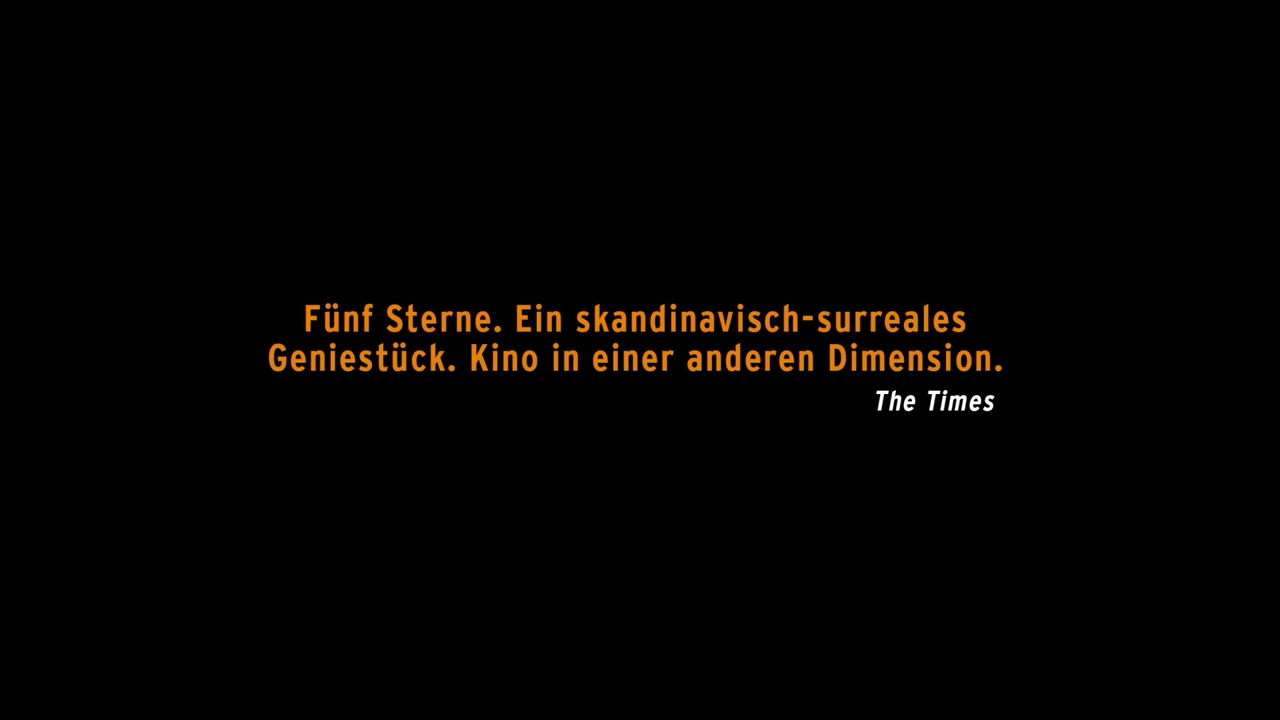 Fünf Sterne. Ein skandinavisch-surreales
Geniestück. Kino in einer anderen Dimension.
The Times